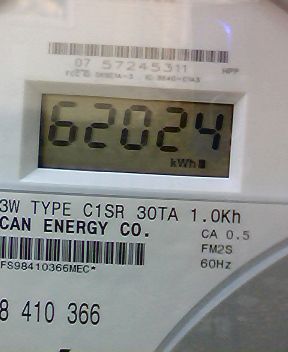 07 57245311 HPP
62024
kWh
3W TYPE C1SR 30TA 1.0Kh
CAN ENERGY CO. CA 0.5
FM2S
FS98410366MEC* 60Hz
8 410 366